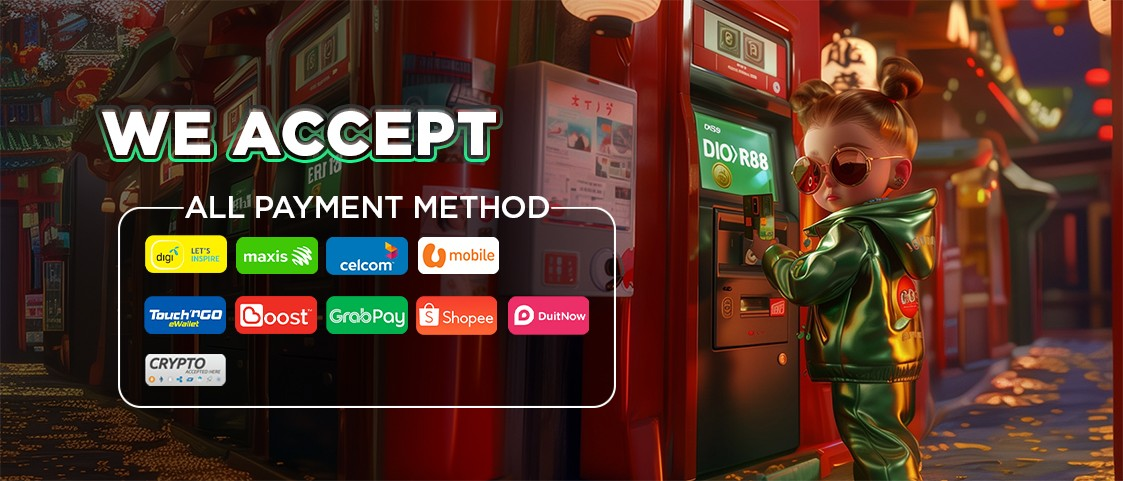 WE ACCEPT
ALL PAYMENT METHOD
digi LET'S INSPIRE
maxis
celcom
U mobile
Touch'nGO eWallet
Boost
GrabPay
Shopee
DuitNow
CRYPTO
ACCEPTED HERE
DIO>R88